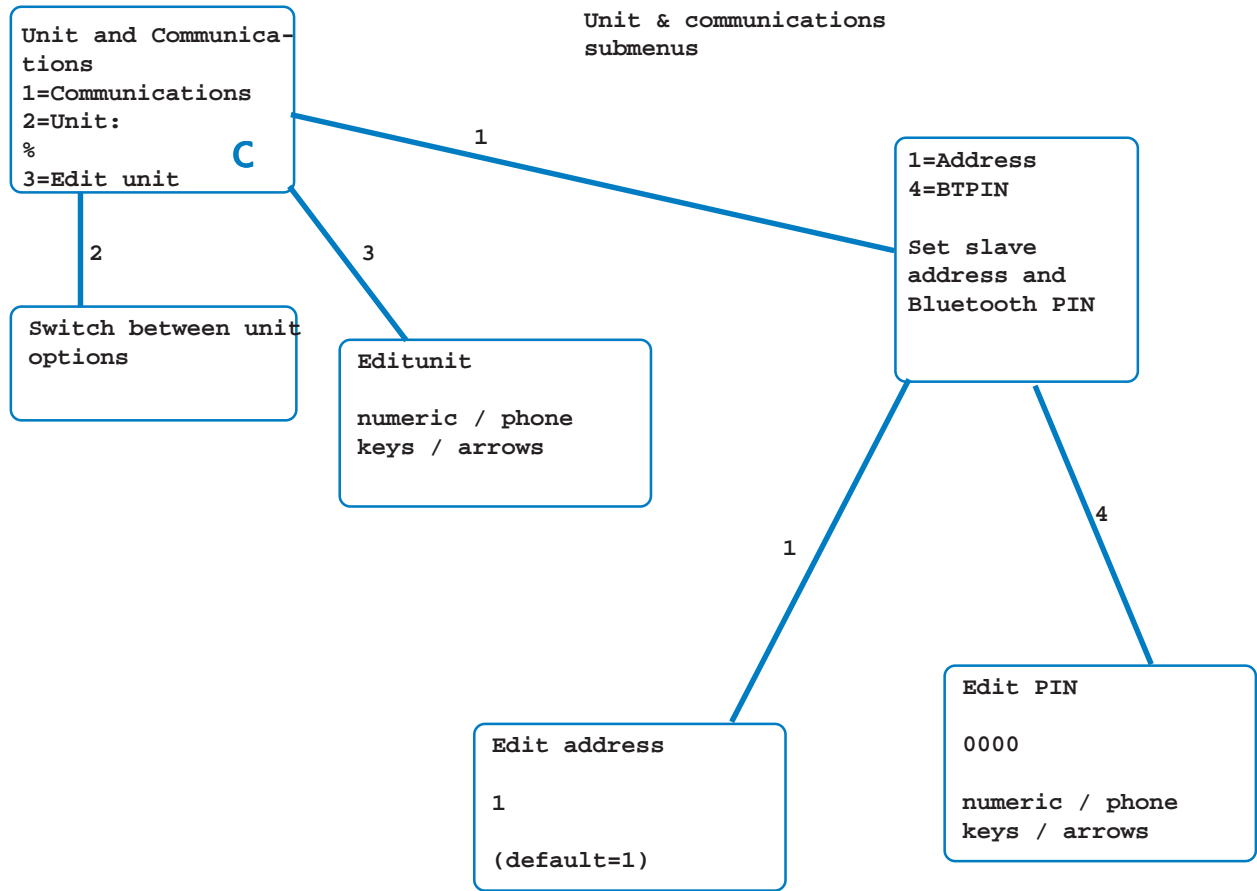 Unit & communications
submenus
Unit and Communica-
tions
1=Communications
2=Unit:
%
3=Edit unit
C
1
1=Address
4=BTPIN
Set slave
address and
Bluetooth PIN
2
3
Switch between unit
options
Editunit
numeric / phone
keys / arrows
1
4
Edit address
1
(default=1)
Edit PIN
0000
numeric / phone
keys / arrows